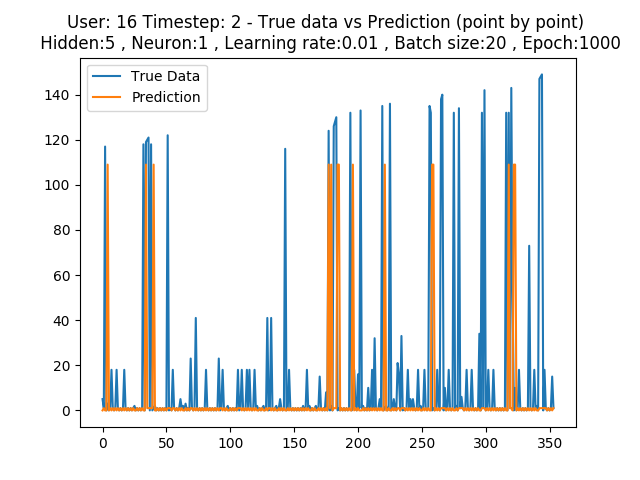 User: 16 Timestep: 2 - True data vs Prediction (point by point)
Hidden:5 , Neuron:1 , Learning rate:0.01 , Batch size:20 , Epoch:1000
True Data
Prediction
140
120
100
80
60
40
20
0
0 50 100 150 200 250 300 350